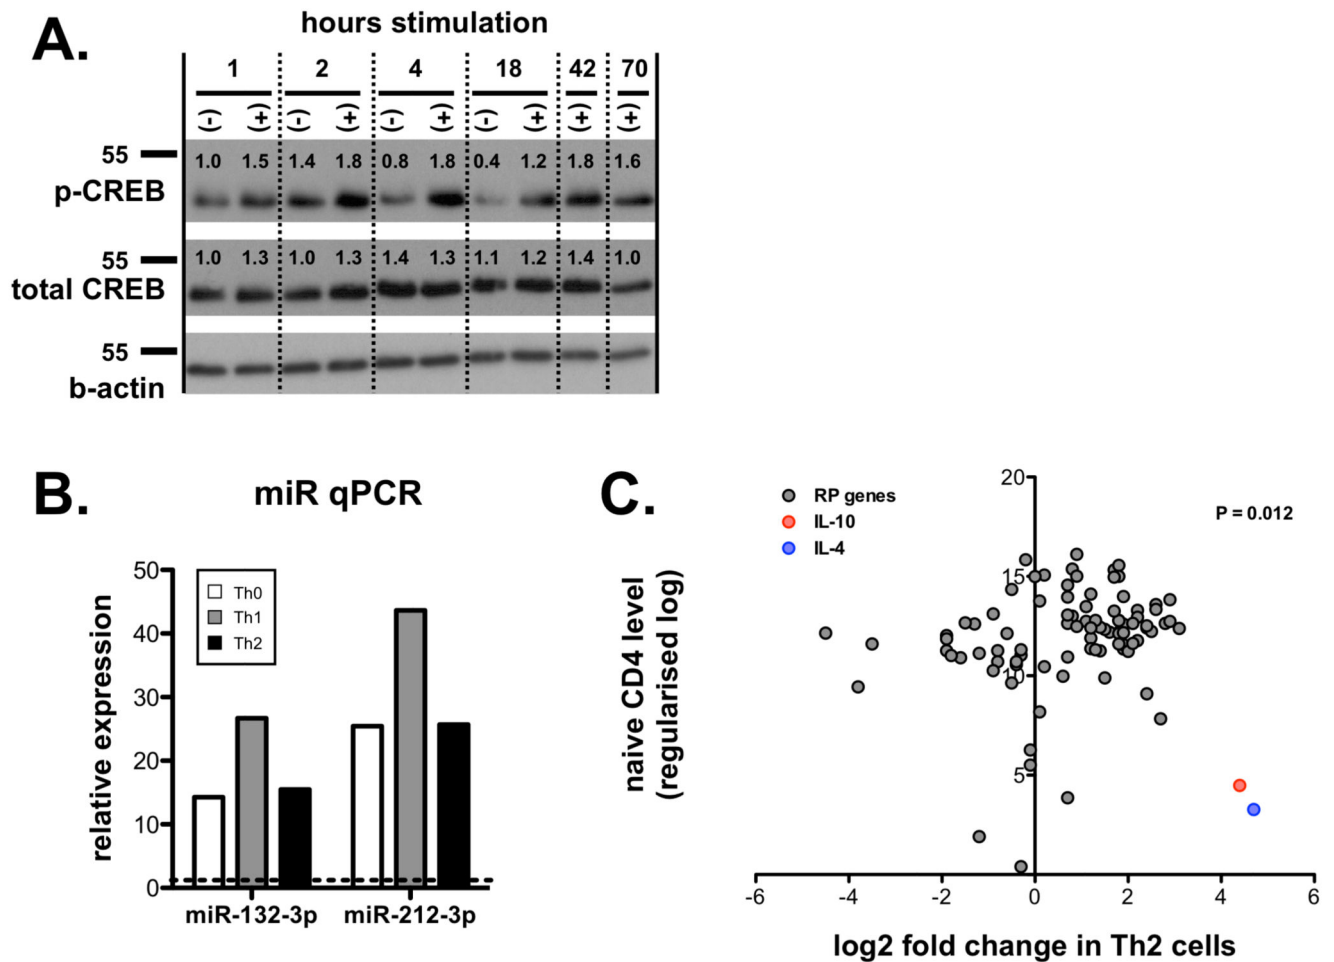 A.
hours stimulation
1 2 4 18 42 70
(-) (+) (-) (+) (-) (+) (-) (+) (+) (+)
55
1.0 1.5 1.4 1.8 0.8 1.8 0.4 1.2 1.8 1.6
p-CREB
55
1.0 1.3 1.0 1.3 1.4 1.3 1.1 1.2 1.4 1.0
total CREB
55
b-actin
B.
miR qPCR
relative expression
50
40
30
20
10
0
Th0
Th1
Th2
miR-132-3p miR-212-3p
C.
naive CD4 level
(regularised log)
RP genes
IL-10
IL-4
P = 0.012
20
15
10
5
-6 -4 -2 0 2 4 6
log2 fold change in Th2 cells